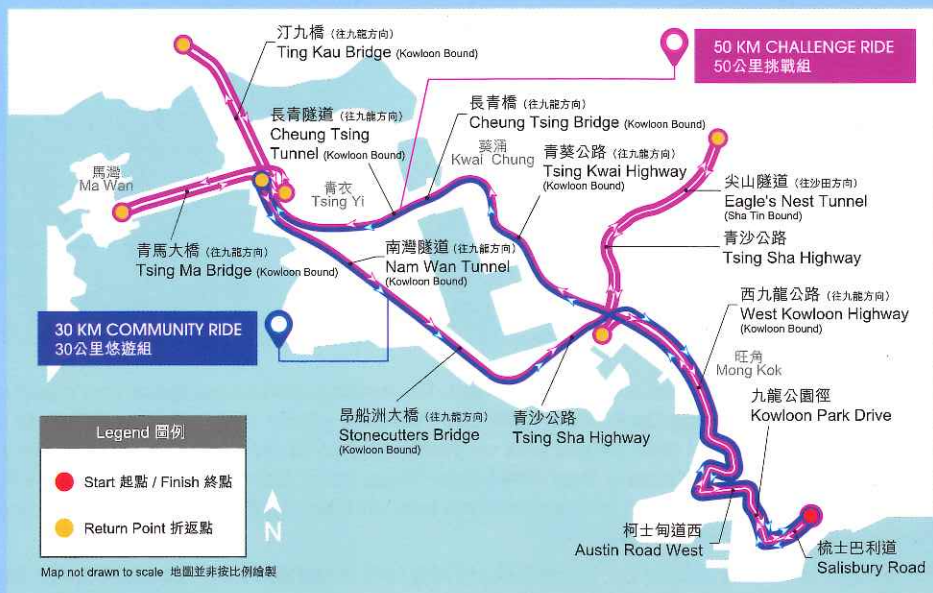 汀九橋 (往九龍方向)
Ting Kau Bridge (Kowloon Bound)
50 KM CHALLENGE RIDE
50公里挑戰組
長青隧道 (往九龍方向)
Cheung Tsing
Tunnel (Kowloon Bound)
長青橋 (往九龍方向)
Cheung Tsing Bridge (Kowloon Bound)
葵涌
Kwai Chung
青葵公路 (往九龍方向)
Tsing Kwai Highway
(Kowloon Bound)
馬灣
Ma Wan
青衣
Tsing Yi
尖山隧道 (往沙田方向)
Eagle's Nest Tunnel
(Sha Tin Bound)
青沙公路
Tsing Sha Highway
青馬大橋 (往九龍方向)
Tsing Ma Bridge (Kowloon Bound)
南灣隧道 (往九龍方向)
Nam Wan Tunnel
(Kowloon Bound)
西九龍公路 (往九龍方向)
West Kowloon Highway
(Kowloon Bound)
30 KM COMMUNITY RIDE
30公里悠遊組
旺角
Mong Kok
九龍公園徑
Kowloon Park Drive
昂船洲大橋 (往九龍方向)
Stonecutters Bridge
(Kowloon Bound)
青沙公路
Tsing Sha Highway
Legend 圖例
Start 起點 / Finish 終點
Return Point 折返點
N
柯士甸道西
Austin Road West
梳士巴利道
Salisbury Road
Map not drawn to scale 地圖並非按比例繪製